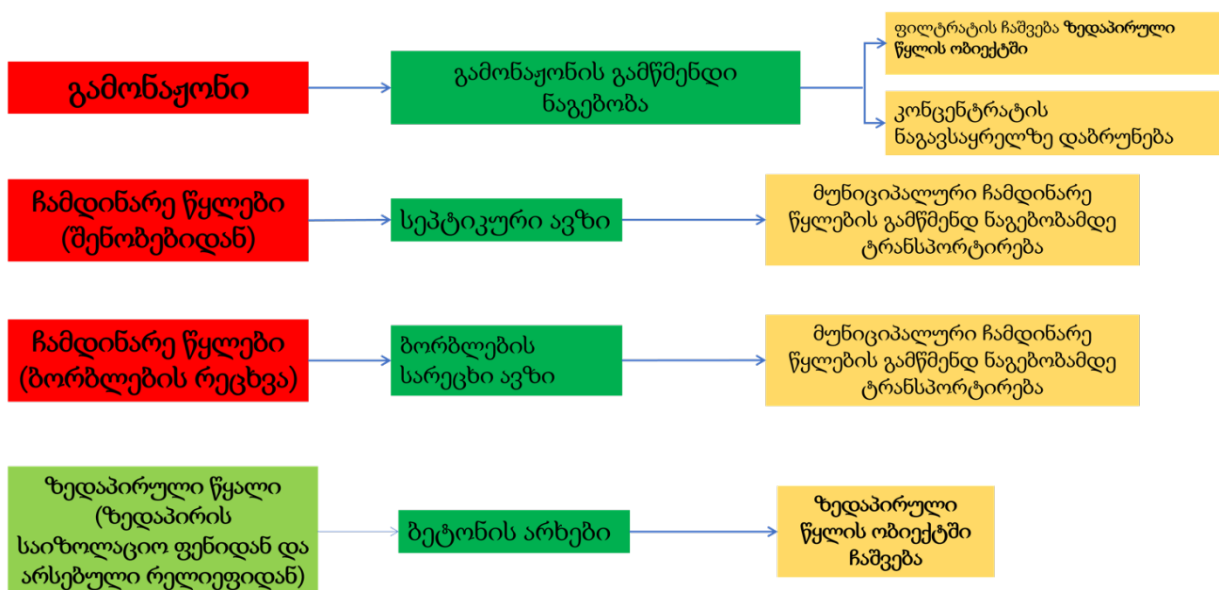 გამონაჟონი
გამონაჟონის გამწმენდი
ნაგებობა
ფილტრატის ჩაშვება ზედაპირული
წყლის ობიექტში
კონცენტრატის
ნაგავსაყრელზე დაბრუნება
ჩამდინარე წყლები
(შენობებიდან)
სეპტიკური ავზი
მუნიციპალური ჩამდინარე
წყლების გამწმენდ ნაგებობამდე
ტრანსპორტირება
ჩამდინარე წყლები
(ბორბლების რეცხვა)
ბორბლების
სარეცხი ავზი
მუნიციპალური ჩამდინარე
წყლების გამწმენდ ნაგებობამდე
ტრანსპორტირება
ზედაპირული წყალი
(ზედაპირის
საიზოლაციო ფენიდან და
არსებული რელიეფიდან)
ბეტონის არხები
ზედაპირული
წყლის ობიექტში
ჩაშვება